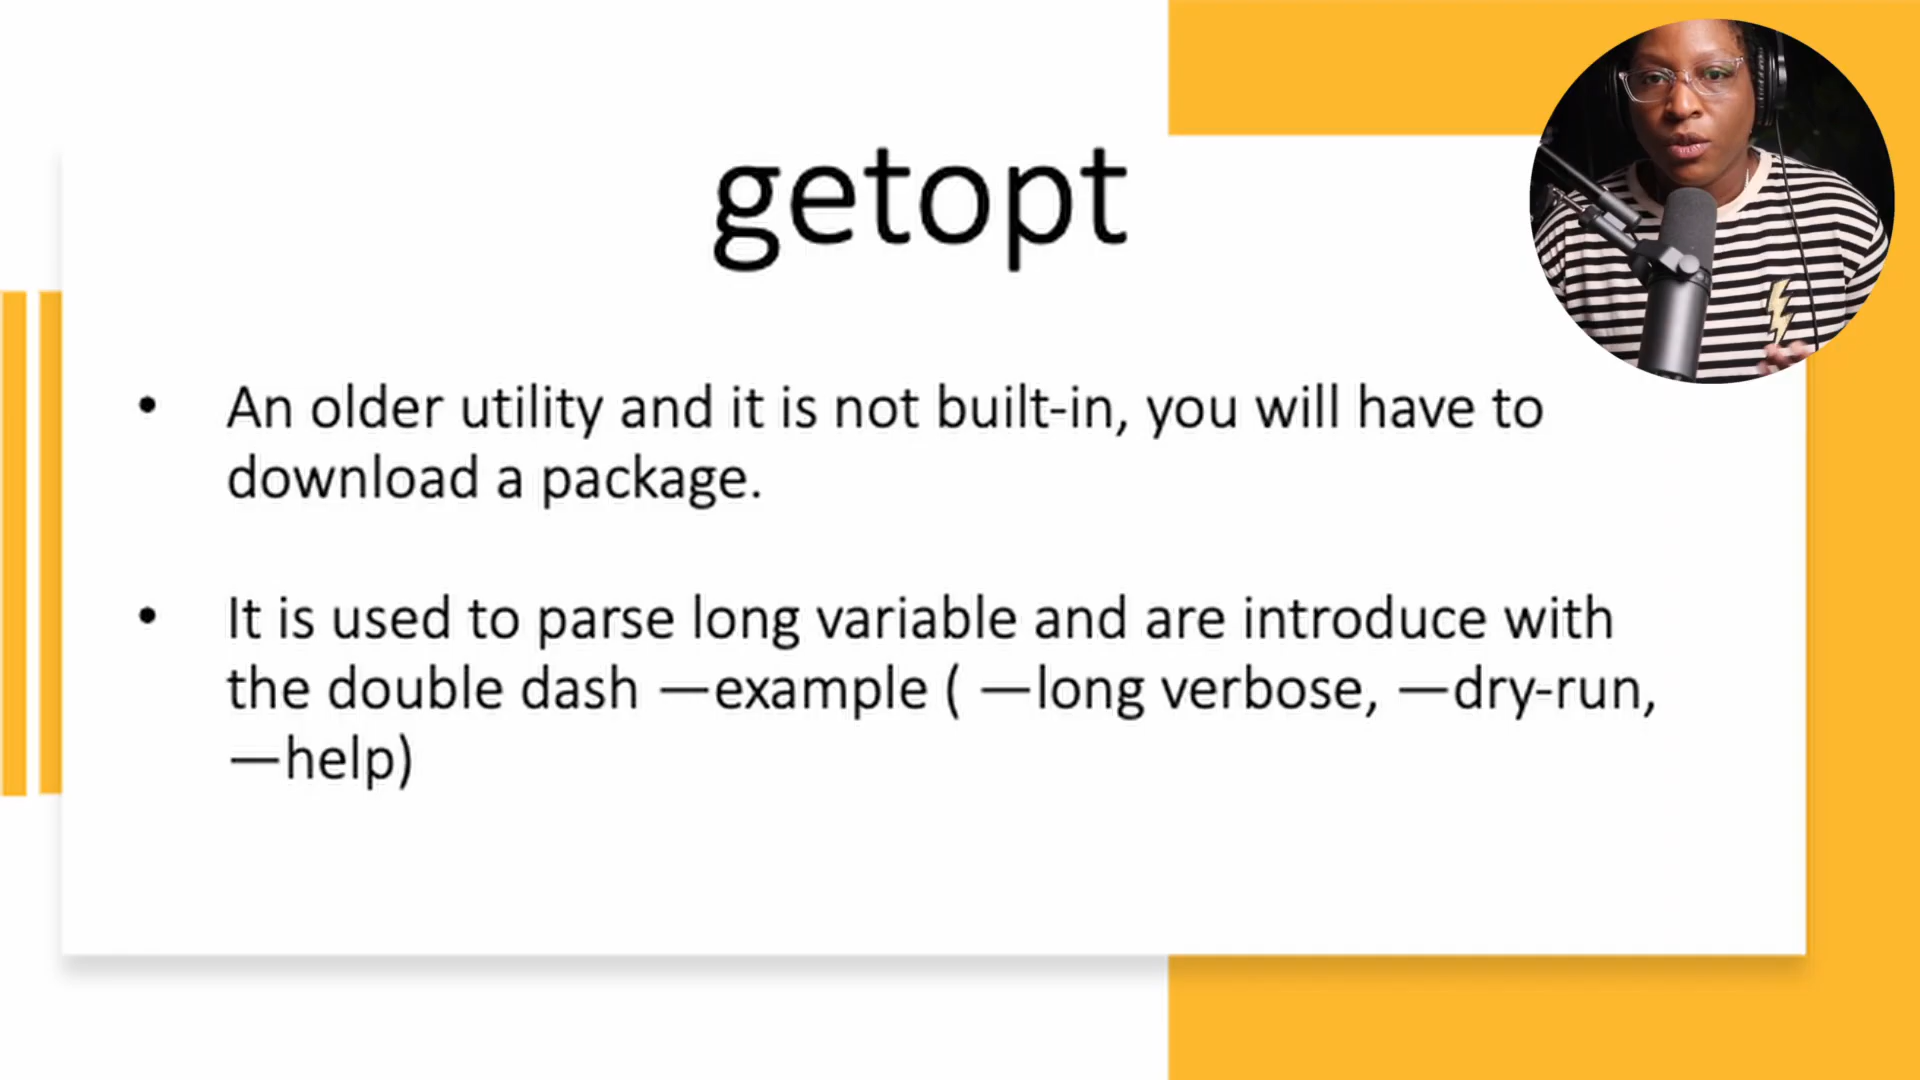 getopt
• An older utility and it is not built-in, you will have to
download a package.
• It is used to parse long variable and are introduce with
the double dash —example ( —long verbose, —dry-run,
—help)